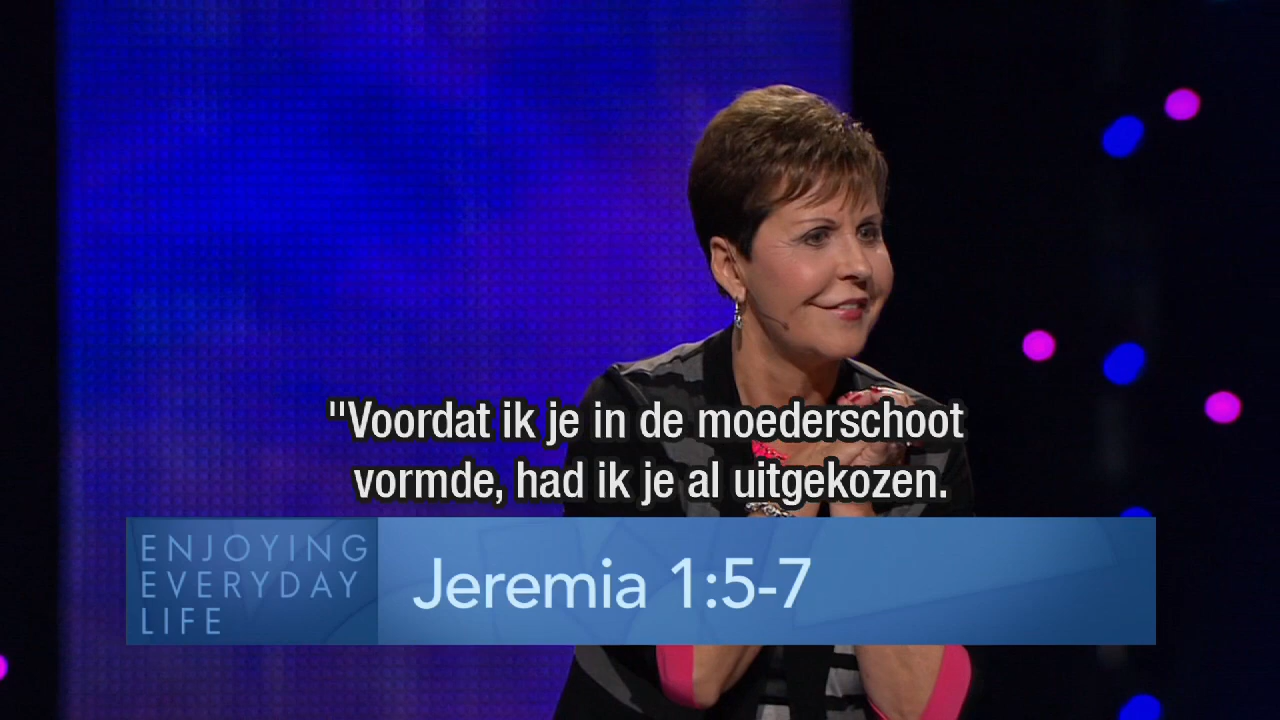 "Voordat ik je in de moederschoot
vormde, had ik je al uitgekozen.
ENJOYING
EVERYDAY
LIFE
Jeremia 1:5-7